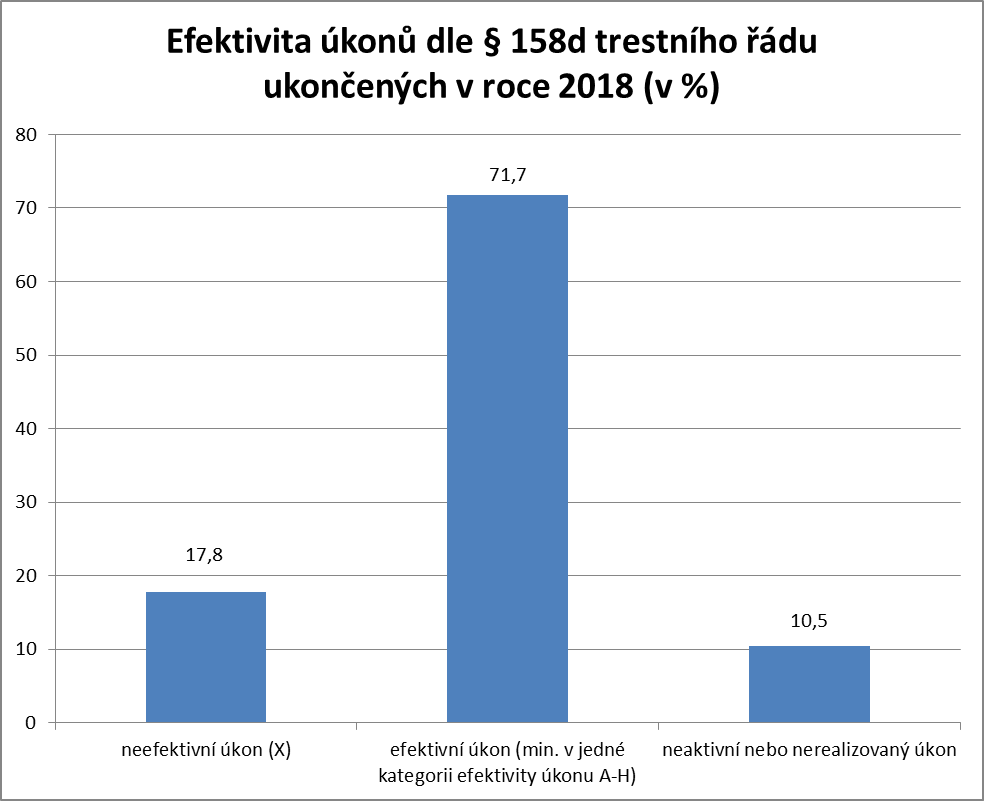 Efektivita úkonů dle § 158d trestního řádu
ukončených v roce 2018 (v %)
80
70
60
50
40
30
20
10
0
17,8
71,7
10,5
neefektivní úkon (X)
efektivní úkon (min. v jedné
kategorii efektivity úkonu A-H)
neaktivní nebo nerealizovaný úkon